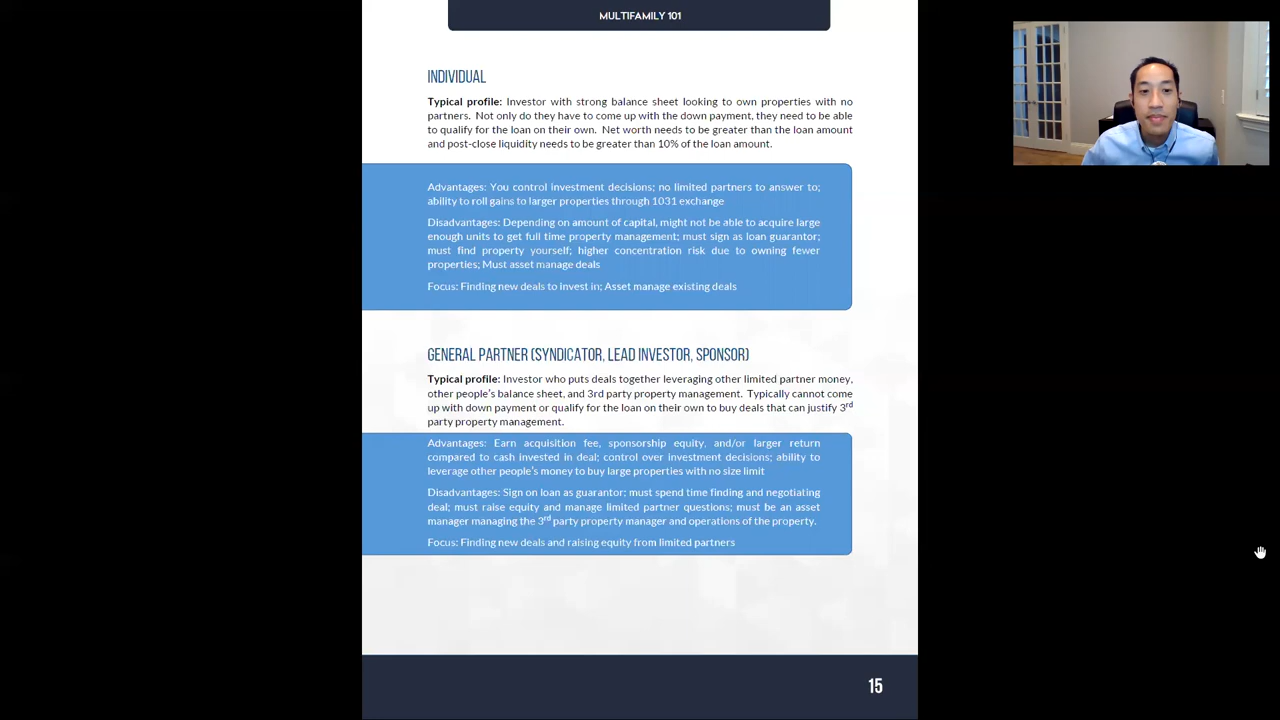 MULTIFAMILY 101
INDIVIDUAL
Typical profile: Investor with strong balance sheet looking to own properties with no
partners. Not only do they have to come up with the down payment, they need to be able
to qualify for the loan on their own. Net worth needs to be greater than the loan amount
and post-close liquidity needs to be greater than 10% of the loan amount.
Advantages: You control investment decisions; no limited partners to answer to;
ability to roll gains to larger properties through 1031 exchange
Disadvantages: Depending on amount of capital, might not be able to acquire large
enough units to get full time property management; must sign as loan guarantor;
must find property yourself; higher concentration risk due to owning fewer
properties; Must asset manage deals
Focus: Finding new deals to invest in; Asset manage existing deals
GENERAL PARTNER (SYNDICATOR, LEAD INVESTOR, SPONSOR)
Typical profile: Investor who puts deals together leveraging other limited partner money,
other people's balance sheet, and 3rd party property management. Typically cannot come
up with down payment or qualify for the loan on their own to buy deals that can justify 3rd
party property management.
Advantages: Earn acquisition fee, sponsorship equity, and/or larger return
compared to cash invested in deal; control over investment decisions; ability to
leverage other people's money to buy large properties with no size limit
Disadvantages: Sign on loan as guarantor; must spend time finding and negotiating
deal; must raise equity and manage limited partner questions; must be an asset
manager managing the 3rd party property manager and operations of the property.
Focus: Finding new deals and raising equity from limited partners
15